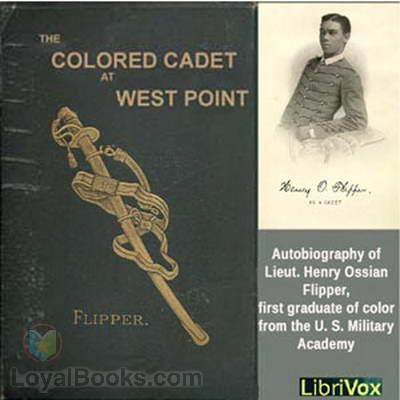 THE
COLORED CADET
AT
WEST POINT
FLIPPER.
LoyalBooks.com
Henry O. Flipper.
AS A CADET
Autobiography of
Lieut. Henry Ossian
Flipper,
first graduate of color
from the U. S. Military
Academy
LibriVox